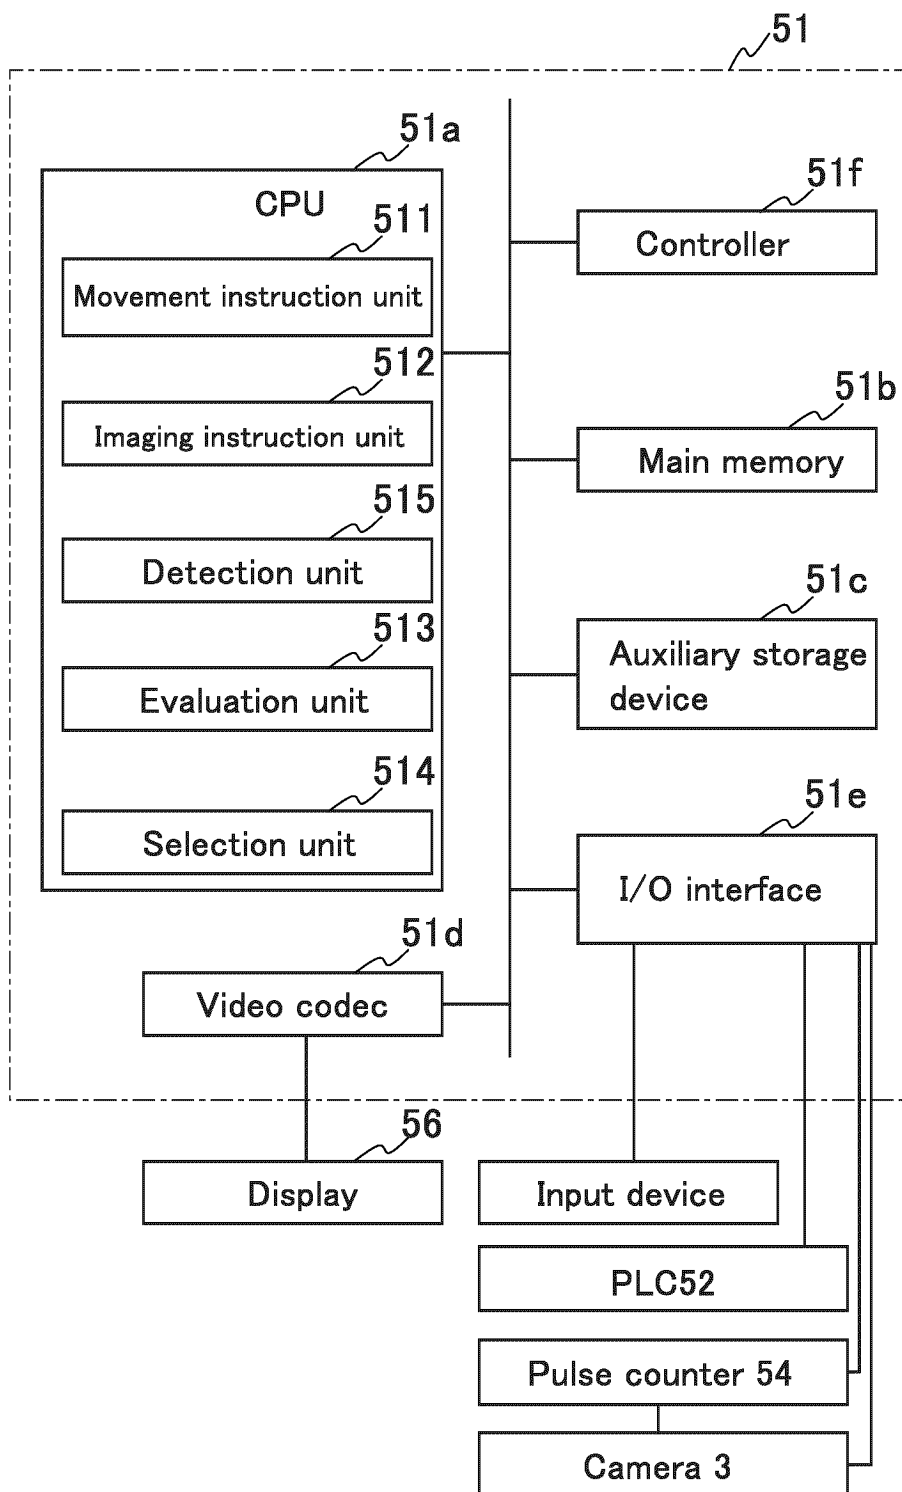 51
51a
CPU
511
Movement instruction unit
512
Imaging instruction unit
515
Detection unit
513
Evaluation unit
514
Selection unit
51f
Controller
51b
Main memory
51c
Auxiliary storage
device
51e
I/O interface
51d
Video codec
56
Display
Input device
PLC52
Pulse counter 54
Camera 3